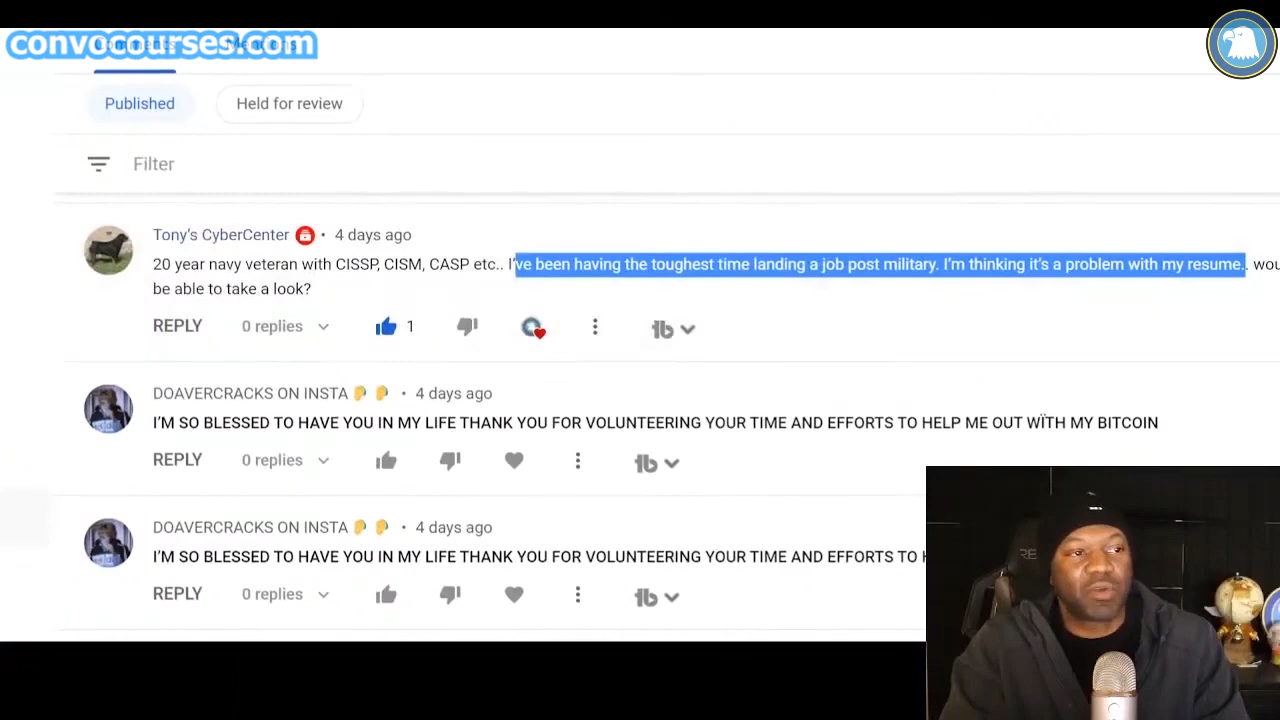 convocourses.com
Published
Held for review
Filter
Tony's CyberCenter • 4 days ago
20 year navy veteran with CISSP, CISM, CASP etc.. I've been having the toughest time landing a job post military. I'm thinking it's a problem with my resume..
be able to take a look?
REPLY 0 replies 1
DOAVERCRACKS ON INSTA • 4 days ago
I'M SO BLESSED TO HAVE YOU IN MY LIFE THANK YOU FOR VOLUNTEERING YOUR TIME AND EFFORTS TO HELP ME OUT WÏTH MY BITCOIN
REPLY 0 replies
DOAVERCRACKS ON INSTA • 4 days ago
I'M SO BLESSED TO HAVE YOU IN MY LIFE THANK YOU FOR VOLUNTEERING YOUR TIME AND EFFORTS TO
REPLY 0 replies